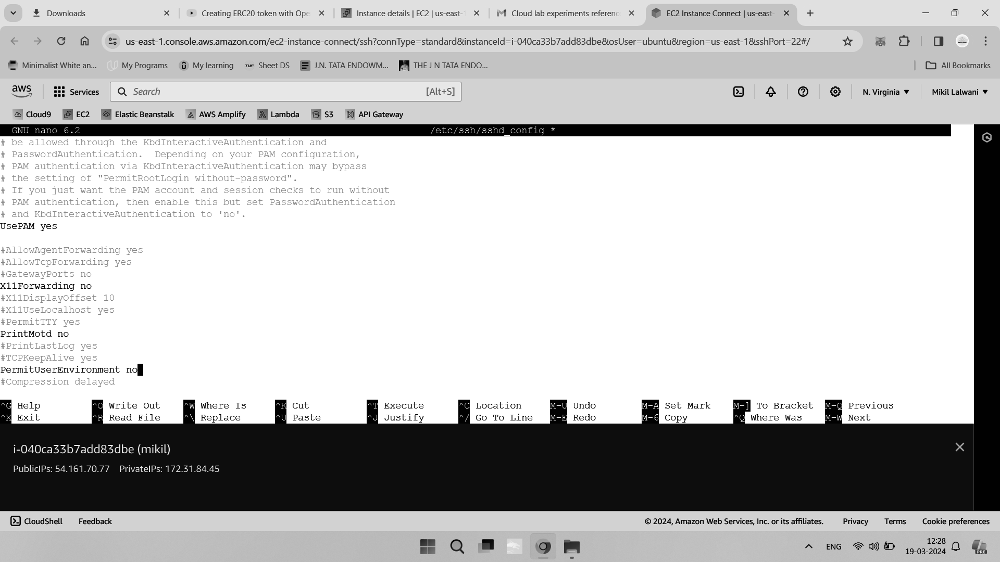 Downloads
Creating ERC20 token with Ope
Instance details | EC2 | us-east-1
Cloud lab experiments reference
EC2 Instance Connect | us-east-
us-east-1.console.aws.amazon.com/ec2-instance-connect/ssh?connType=standard&instanceId=i-040ca33b7add83dbe&osUser=ubuntu&region=us-east-1&sshPort=22#/
Minimalist White an...
My Programs
My learning
TUF Sheet DS
J.N. TATA ENDOWM...
THE J N TATA ENDO...
All Bookmarks
aws
Services
Search
[Alt+S]
N. Virginia
Mikil Lalwani
Cloud9
EC2
Elastic Beanstalk
AWS Amplify
Lambda
S3
API Gateway
GNU nano 6.2 /etc/ssh/sshd_config *
# be allowed through the KbdInteractiveAuthentication and
# PasswordAuthentication.  Depending on your PAM configuration,
# PAM authentication via KbdInteractiveAuthentication may bypass
# the setting of "PermitRootLogin without-password".
# If you just want the PAM account and session checks to run without
# PAM authentication, then enable this but set PasswordAuthentication
# and KbdInteractiveAuthentication to 'no'.
UsePAM yes
#AllowAgentForwarding yes
#AllowTcpForwarding yes
#GatewayPorts no
X11Forwarding no
#X11DisplayOffset 10
#X11UseLocalhost yes
#PermitTTY yes
PrintMotd no
#PrintLastLog yes
#TCPKeepAlive yes
PermitUserEnvironment no
#Compression delayed
^G Help ^O Write Out ^W Where Is ^K Cut ^T Execute ^C Location M-U Undo M-A Set Mark M-] To Bracket M-Q Previous
^X Exit ^R Read File ^\ Replace ^U Paste ^J Justify ^/ Go To Line M-E Redo M-6 Copy ^Q Where Was M-W Next
i-040ca33b7add83dbe (mikil)
PublicIPs: 54.161.70.77 PrivateIPs: 172.31.84.45
CloudShell Feedback © 2024, Amazon Web Services, Inc. or its affiliates. Privacy Terms Cookie preferences
ENG
12:28
19-03-2024
PRE